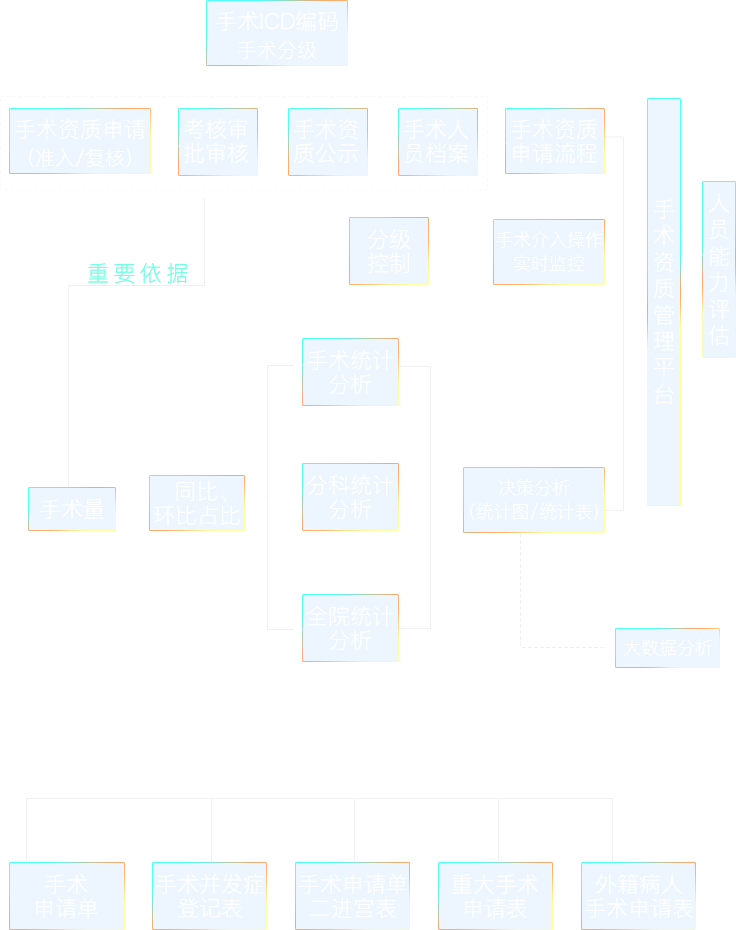 手术ICD编码
手术分级
手术资质申请
(准入/复核)
考核审
批审核
手术资
质公示
手术人
员档案
手术资质
申请流程
手术资质管理平台
人员能力评估
分级
控制
手术介入操作
实时监控
重要依据
手术统计
分析
手术量
同比、
环比占比
分科统计
分析
决策分析
(统计图/统计表)
全院统计
分析
大数据分析
手术
申请单
手术并发症
登记表
手术申请单
二进宫表
重大手术
申请表
外籍病人
手术申请表